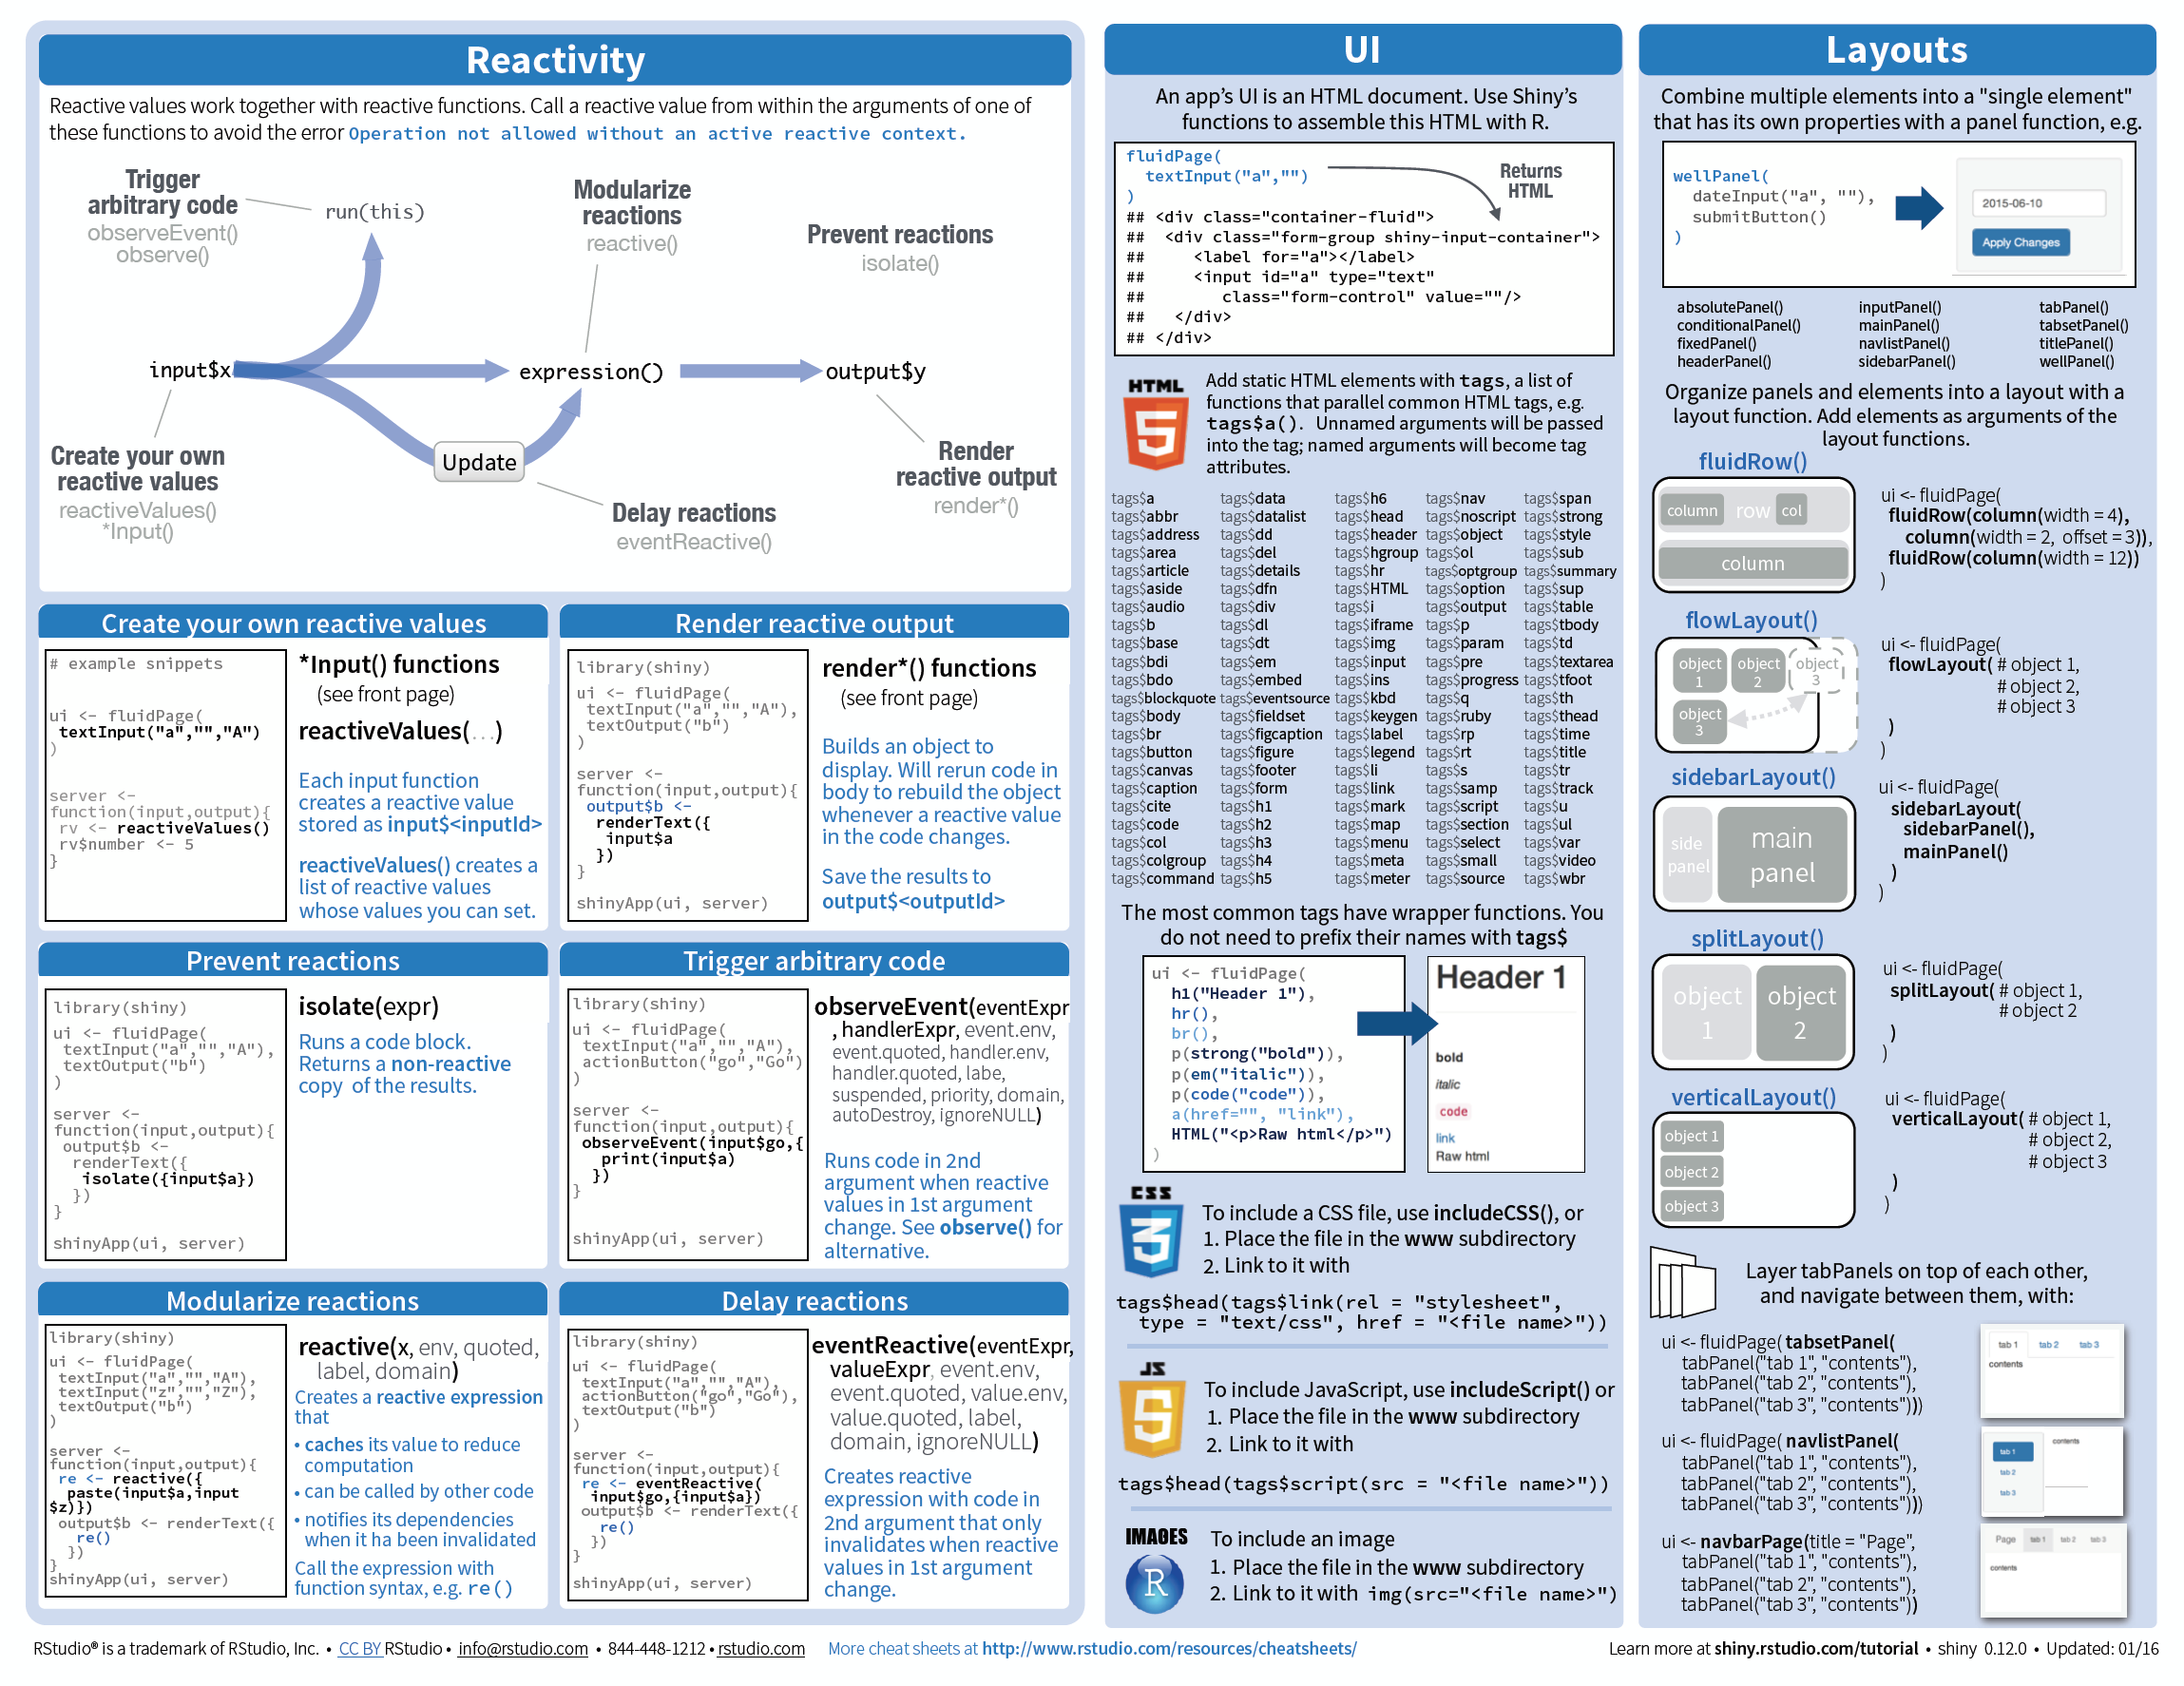 Reactivity
Reactive values work together with reactive functions. Call a reactive value from within the arguments of one of
these functions to avoid the error Operation not allowed without an active reactive context.
Trigger
arbitrary code
observeEvent()
observe()
run(this)
Modularize
reactions
reactive()
Prevent reactions
isolate()
input$x
expression()
output$y
Update
Create your own
reactive values
reactiveValues()
*Input()
Delay reactions
eventReactive()
Render
reactive output
render*()
Create your own reactive values
# example snippets
ui <- fluidPage(
textInput("a","","A")
)
server <-
function(input,output){
rv <- reactiveValues()
rv$number <- 5
}
*Input() functions
(see front page)
reactiveValues(…)
Each input function
creates a reactive value
stored as input$<inputId>
reactiveValues() creates a
list of reactive values
whose values you can set.
Render reactive output
library(shiny)
ui <- fluidPage(
textInput("a","","A"),
textOutput("b")
)
server <-
function(input,output){
output$b <-
renderText({
input$a
})
}
shinyApp(ui, server)
render*() functions
(see front page)
Builds an object to
display. Will rerun code in
body to rebuild the object
whenever a reactive value
in the code changes.
Save the results to
output$<outputId>
Prevent reactions
library(shiny)
ui <- fluidPage(
textInput("a","","A"),
textOutput("b")
)
server <-
function(input,output){
output$b <-
renderText({
isolate({input$a})
})
}
shinyApp(ui, server)
isolate(expr)
Runs a code block.
Returns a non-reactive
copy of the results.
Trigger arbitrary code
library(shiny)
ui <- fluidPage(
textInput("a","","A"),
actionButton("go","Go")
)
server <-
function(input,output){
observeEvent(input$go,{
print(input$a)
})
}
shinyApp(ui, server)
observeEvent(eventExpr
, handlerExpr, event.env,
event.quoted, handler.env,
handler.quoted, labe,
suspended, priority, domain,
autoDestroy, ignoreNULL)
Runs code in 2nd
argument when reactive
values in 1st argument
change. See observe() for
alternative.
Modularize reactions
library(shiny)
ui <- fluidPage(
textInput("a","","A"),
textInput("z","","Z"),
textOutput("b")
)
server <-
function(input,output){
re <- reactive({
paste(input$a,input
$z)})
output$b <- renderText({
re()
})
}
shinyApp(ui, server)
reactive(x, env, quoted,
label, domain)
Creates a reactive expression
that
• caches its value to reduce
computation
• can be called by other code
• notifies its dependencies
when it ha been invalidated
Call the expression with
function syntax, e.g. re()
Delay reactions
library(shiny)
ui <- fluidPage(
textInput("a","","A"),
actionButton("go","Go"),
textOutput("b")
)
server <-
function(input,output){
re <- eventReactive(
input$go,{input$a})
output$b <- renderText({
re()
})
}
shinyApp(ui, server)
eventReactive(eventExpr,
valueExpr, event.env,
event.quoted, value.env,
value.quoted, label,
domain, ignoreNULL)
Creates reactive
expression with code in
2nd argument that only
invalidates when reactive
values in 1st argument
change.
UI
An app’s UI is an HTML document. Use Shiny’s
functions to assemble this HTML with R.
fluidPage(
textInput("a","")
)
Returns
HTML
## <div class="container-fluid">
## <div class="form-group shiny-input-container">
## <label for="a"></label>
## <input id="a" type="text"
## class="form-control" value=""/>
## </div>
## </div>
HTML
5
Add static HTML elements with tags, a list of
functions that parallel common HTML tags, e.g.
tags$a(). Unnamed arguments will be passed
into the tag; named arguments will become tag
attributes.
tags$a tags$data tags$h6 tags$nav tags$span
tags$abbr tags$datalist tags$head tags$noscript tags$strong
tags$address tags$dd tags$header tags$object tags$style
tags$area tags$del tags$hgroup tags$ol tags$sub
tags$article tags$details tags$hr tags$optgroup tags$summary
tags$aside tags$dfn tags$HTML tags$option tags$sup
tags$audio tags$div tags$i tags$output tags$table
tags$b tags$dl tags$iframe tags$p tags$tbody
tags$base tags$dt tags$img tags$param tags$td
tags$bdi tags$em tags$input tags$pre tags$textarea
tags$bdo tags$embed tags$ins tags$progress tags$tfoot
tags$blockquote tags$eventsource tags$kbd tags$q tags$th
tags$body tags$fieldset tags$keygen tags$ruby tags$thead
tags$br tags$figcaption tags$label tags$rp tags$time
tags$button tags$figure tags$legend tags$rt tags$title
tags$canvas tags$footer tags$li tags$s tags$tr
tags$caption tags$form tags$link tags$samp tags$track
tags$cite tags$h1 tags$mark tags$script tags$u
tags$code tags$h2 tags$map tags$section tags$ul
tags$col tags$h3 tags$menu tags$select tags$var
tags$colgroup tags$h4 tags$meta tags$small tags$video
tags$command tags$h5 tags$meter tags$source tags$wbr
The most common tags have wrapper functions. You
do not need to prefix their names with tags$
ui <- fluidPage(
h1("Header 1"),
hr(),
br(),
p(strong("bold")),
p(em("italic")),
p(code("code")),
a(href="", "link"),
HTML("<p>Raw html</p>")
)
Header 1
bold
italic
code
link
Raw html
CSS
3
To include a CSS file, use includeCSS(), or
1. Place the file in the www subdirectory
2. Link to it with
tags$head(tags$link(rel = "stylesheet",
type = "text/css", href = "<file name>"))
JS
5
To include JavaScript, use includeScript() or
1. Place the file in the www subdirectory
2. Link to it with
tags$head(tags$script(src = "<file name>"))
IMAGES
R
To include an image
1. Place the file in the www subdirectory
2. Link to it with img(src="<file name>")
Layouts
Combine multiple elements into a "single element"
that has its own properties with a panel function, e.g.
wellPanel(
dateInput("a", ""),
submitButton()
)
2015-06-10
Apply Changes
absolutePanel() inputPanel() tabPanel()
conditionalPanel() mainPanel() tabsetPanel()
fixedPanel() navlistPanel() titlePanel()
headerPanel() sidebarPanel() wellPanel()
Organize panels and elements into a layout with a
layout function. Add elements as arguments of the
layout functions.
fluidRow()
column row col
column
ui <- fluidPage(
fluidRow(column(width = 4),
column(width = 2, offset = 3)),
fluidRow(column(width = 12))
)
flowLayout()
object
1
object
2
object
3
object
3
ui <- fluidPage(
flowLayout( # object 1,
# object 2,
# object 3
)
)
sidebarLayout()
side
panel
main
panel
ui <- fluidPage(
sidebarLayout(
sidebarPanel(),
mainPanel()
)
)
splitLayout()
object
1
object
2
ui <- fluidPage(
splitLayout( # object 1,
# object 2
)
)
verticalLayout()
object 1
object 2
object 3
ui <- fluidPage(
verticalLayout( # object 1,
# object 2,
# object 3
)
)
Layer tabPanels on top of each other,
and navigate between them, with:
ui <- fluidPage( tabsetPanel(
tabPanel("tab 1", "contents"),
tabPanel("tab 2", "contents"),
tabPanel("tab 3", "contents")))
tab 1 tab 2 tab 3
contents
ui <- fluidPage( navlistPanel(
tabPanel("tab 1", "contents"),
tabPanel("tab 2", "contents"),
tabPanel("tab 3", "contents")))
tab 1
tab 2
tab 3
contents
ui <- navbarPage(title = "Page",
tabPanel("tab 1", "contents"),
tabPanel("tab 2", "contents"),
tabPanel("tab 3", "contents"))
Page tab 1 tab 2 tab 3
contents
RStudio® is a trademark of RStudio, Inc. • CC BY RStudio • info@rstudio.com • 844-448-1212 • rstudio.com
More cheat sheets at http://www.rstudio.com/resources/cheatsheets/
Learn more at shiny.rstudio.com/tutorial • shiny 0.12.0 • Updated: 01/16